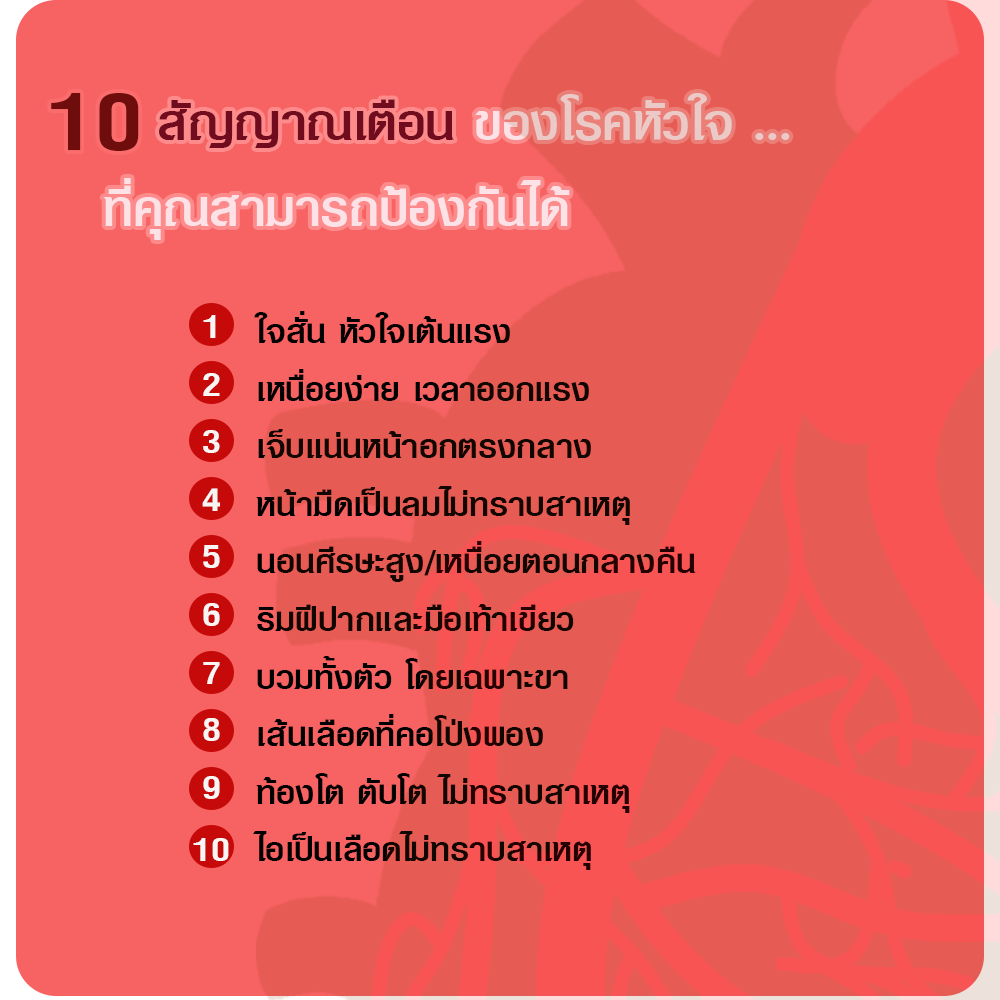 10 สัญญาณเตือน ของโรคหัวใจ ...
ที่คุณสามารถป้องกันได้
1 ใจสั่น หัวใจเต้นแรง
2 เหนื่อยง่าย เวลาออกแรง
3 เจ็บแน่นหน้าอกตรงกลาง
4 หน้ามืดเป็นลมไม่ทราบสาเหตุ
5 นอนศีรษะสูง/เหนื่อยตอนกลางคืน
6 ริมฝีปากและมือเท้าเขียว
7 บวมทั้งตัว โดยเฉพาะขา
8 เส้นเลือดที่คอโป่งพอง
9 ท้องโต ตับโต ไม่ทราบสาเหตุ
10 ไอเป็นเลือดไม่ทราบสาเหตุ